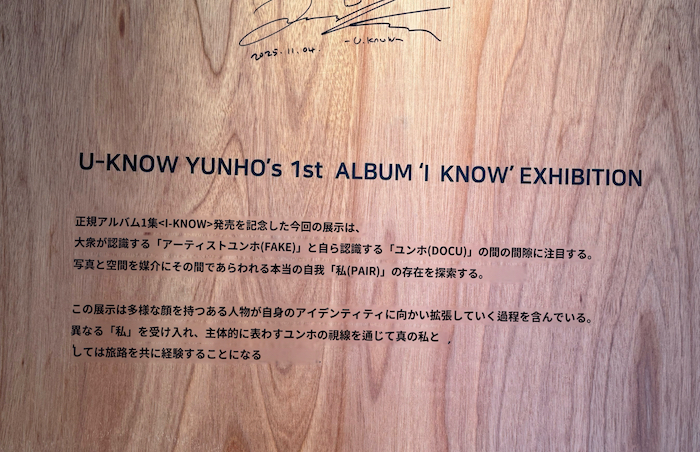 2025.11.04. -U.KNOW-
U-KNOW YUNHO's 1st ALBUM 'I KNOW' EXHIBITION
正規アルバム1集<I-KNOW>発売を記念した今回の展示は、
大衆が認識する「アーティストユンホ(FAKE)」と自ら認識する「ユンホ(DOCU)」の間の間隙に注目する。
写真と空間を媒介にその間であらわれる本当の自我「私(PAIR)」の存在を探索する。
この展示は多様な顔を持つある人物が自身のアイデンティティに向かい拡張していく過程を含んでいる。
異なる「私」を受け入れ、主体的に表わすユンホの視線を通じて真の私と
しては旅路を共に経験することになる